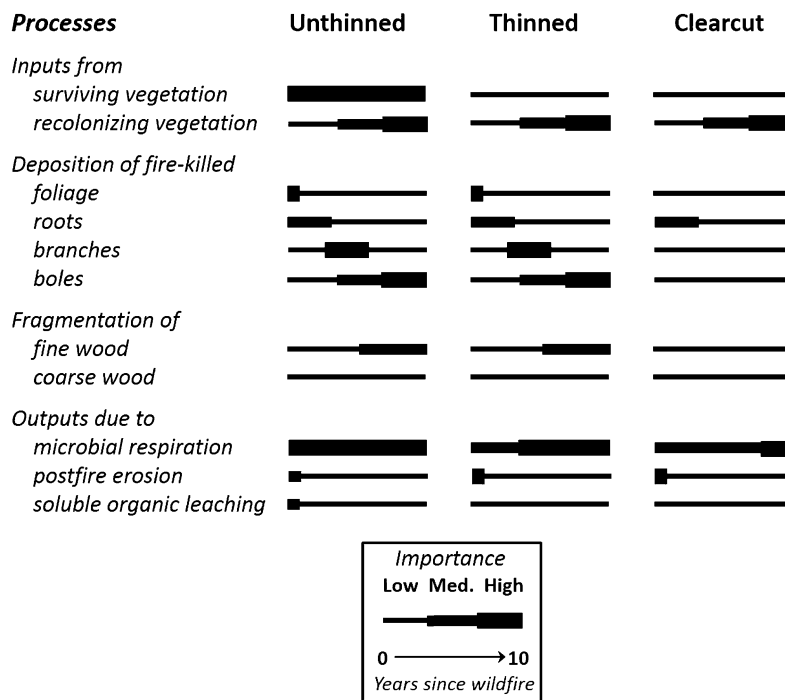 Processes Unthinned Thinned Clearcut
Inputs from
surviving vegetation
recolonizing vegetation
Deposition of fire-killed
foliage
roots
branches
boles
Fragmentation of
fine wood
coarse wood
Outputs due to
microbial respiration
postfire erosion
soluble organic leaching
Importance
Low Med. High
0 10
Years since wildfire